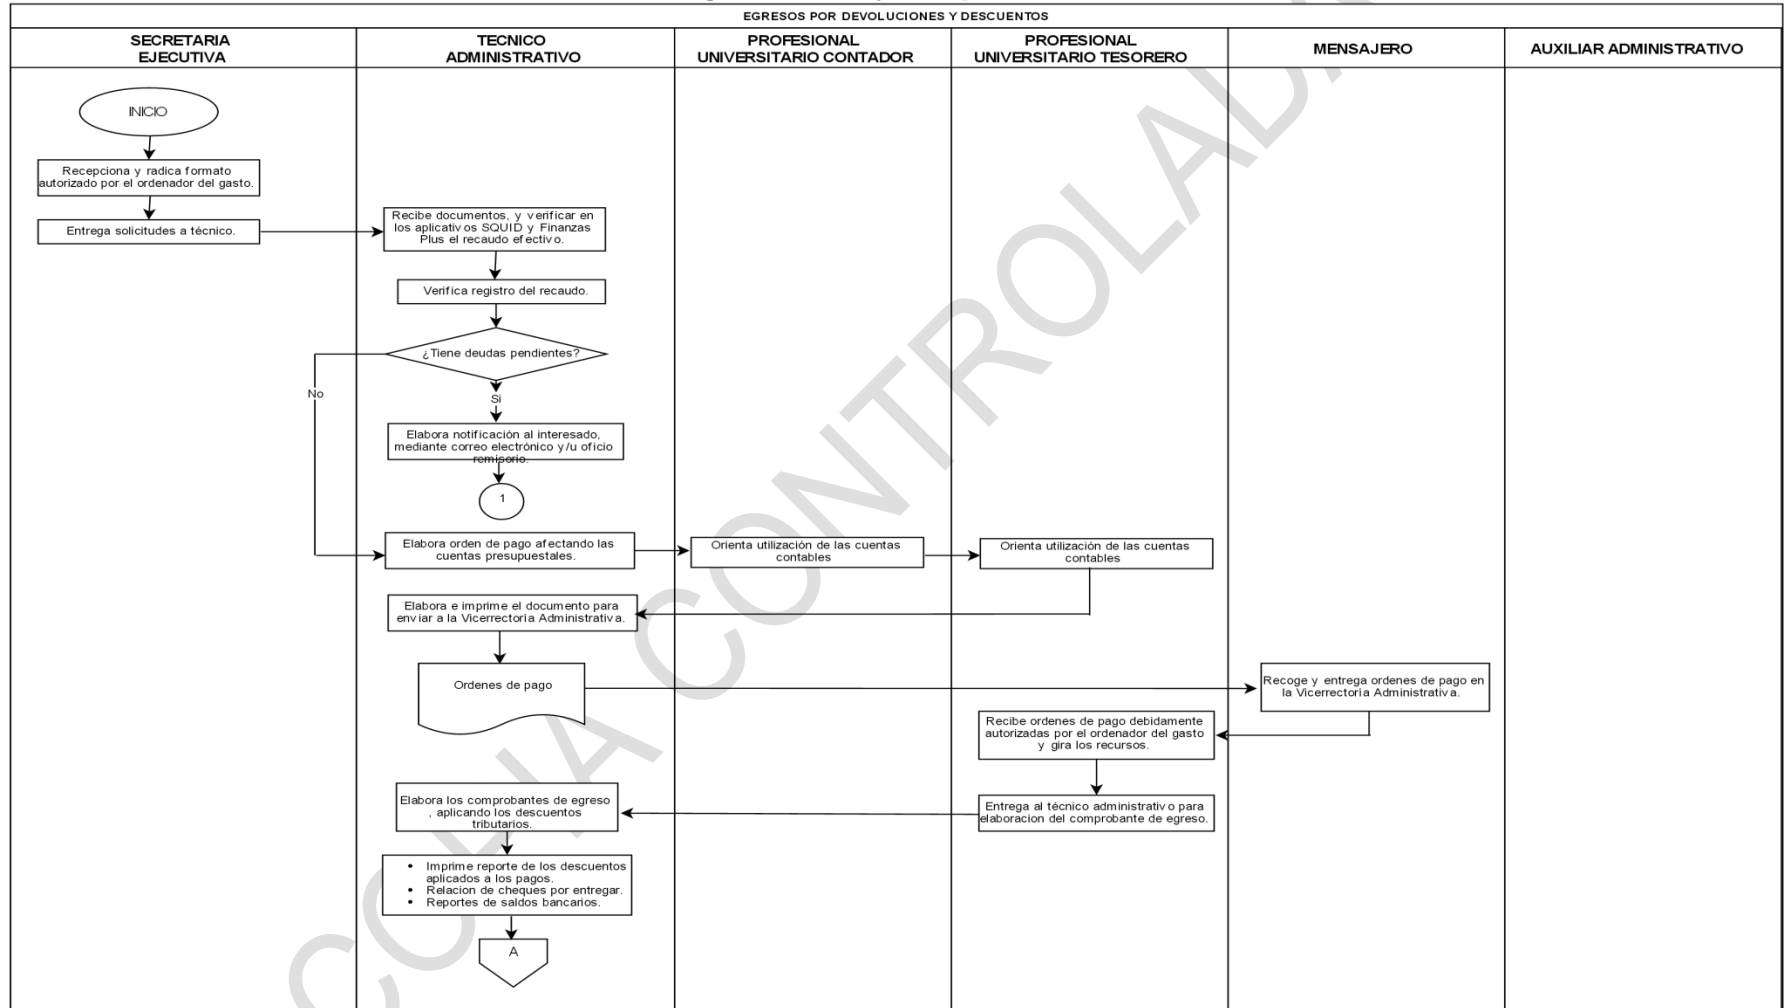 EGRESOS POR DEVOLUCIONES Y DESCUENTOS
SECRETARIA
EJECUTIVA
TECNICO
ADMINISTRATIVO
PROFESIONAL
UNIVERSITARIO CONTADOR
PROFESIONAL
UNIVERSITARIO TESORERO
MENSAJERO
AUXILIAR ADMINISTRATIVO
INICIO
Recepciona y radica formato
autorizado por el ordenador del gasto.
Entrega solicitudes a técnico.
Recibe documentos, y verificar en
los aplicativos SQUID y Finanzas
Plus el recaudo efectivo.
Verifica registro del recaudo.
¿Tiene deudas pendientes?
No
Si
Elabora notificación al interesado,
mediante correo electrónico y/u oficio
remisorio.
1
Elabora orden de pago afectando las
cuentas presupuestales.
Orienta utilización de las cuentas
contables
Orienta utilización de las cuentas
contables
Elabora e imprime el documento para
enviar a la Vicerrectoría Administrativa.
Ordenes de pago
Recoge y entrega ordenes de pago en
la Vicerrectoría Administrativa.
Recibe ordenes de pago debidamente
autorizadas por el ordenador del gasto
y gira los recursos.
Entrega al técnico administrativo para
elaboracion del comprobante de egreso.
Elabora los comprobantes de egreso
, aplicando los descuentos
tributarios.
• Imprime reporte de los descuentos
aplicados a los pagos.
• Relacion de cheques por entregar.
• Reportes de saldos bancarios.
A
CONTROLADA